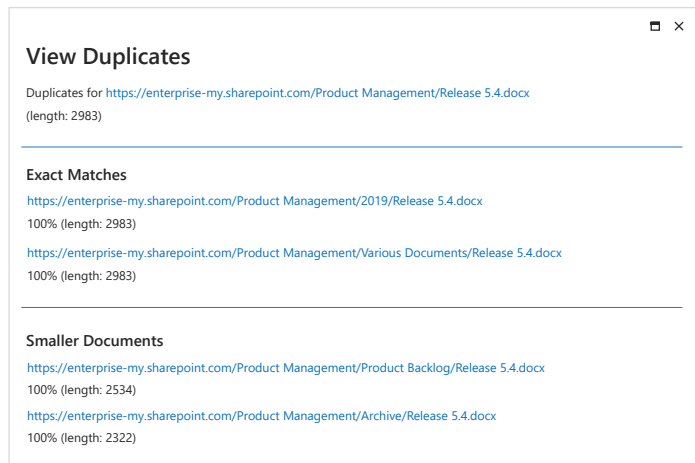 View Duplicates
Duplicates for https://enterprise-my.sharepoint.com/Product Management/Release 5.4.docx
(length: 2983)
Exact Matches
https://enterprise-my.sharepoint.com/Product Management/2019/Release 5.4.docx
100% (length: 2983)
https://enterprise-my.sharepoint.com/Product Management/Various Documents/Release 5.4.docx
100% (length: 2983)
Smaller Documents
https://enterprise-my.sharepoint.com/Product Management/Product Backlog/Release 5.4.docx
100% (length: 2534)
https://enterprise-my.sharepoint.com/Product Management/Archive/Release 5.4.docx
100% (length: 2322)